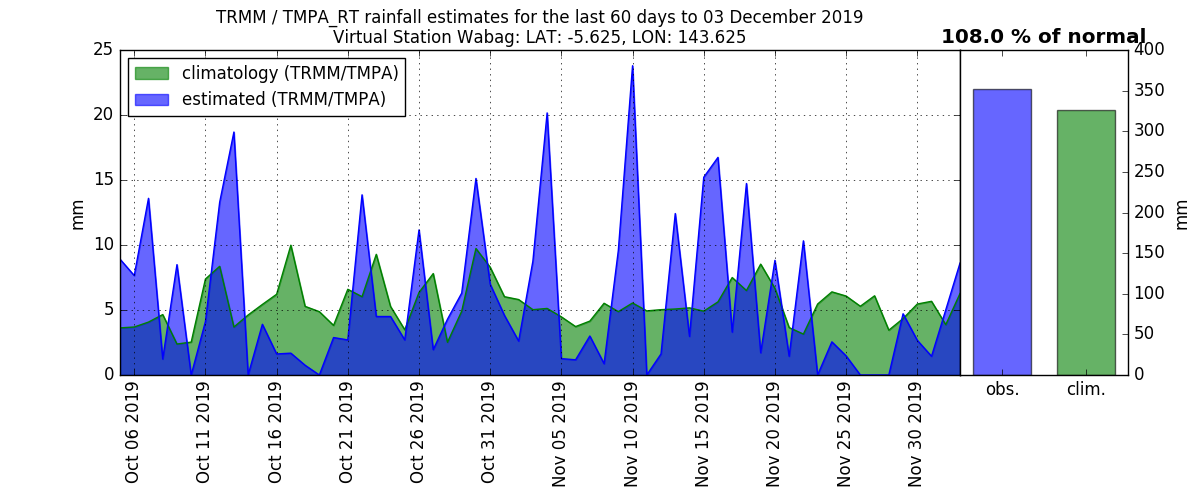 TRMM / TMPA_RT rainfall estimates for the last 60 days to 03 December 2019
Virtual Station Wabag: LAT: -5.625, LON: 143.625
108.0 % of normal
climatology (TRMM/TMPA)
estimated (TRMM/TMPA)
25
20
15
10
5
0
mm
400
350
300
250
200
150
100
50
0
mm
Oct 06 2019
Oct 11 2019
Oct 16 2019
Oct 21 2019
Oct 26 2019
Oct 31 2019
Nov 05 2019
Nov 10 2019
Nov 15 2019
Nov 20 2019
Nov 25 2019
Nov 30 2019
obs.
clim.